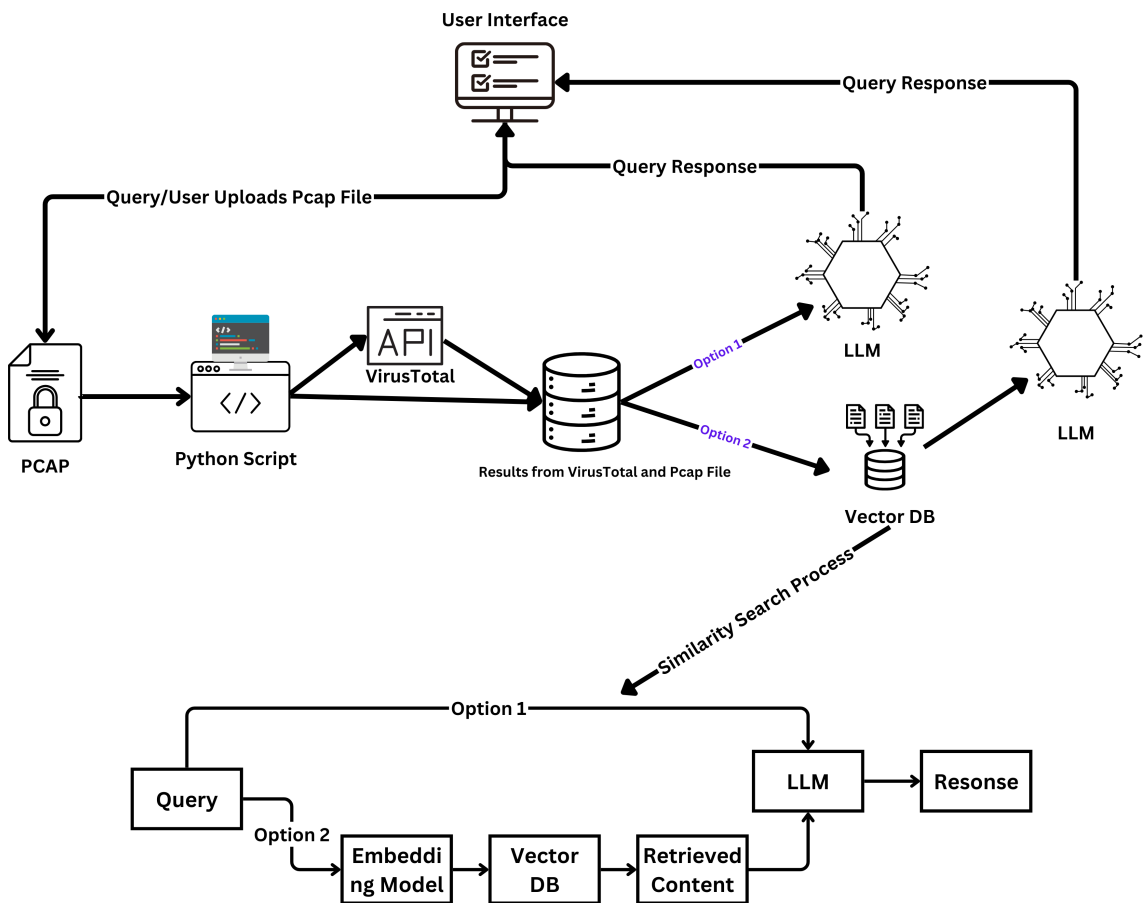 User Interface
Query Response
Query Response
Query/User Uploads Pcap File
</>
API
VirusTotal
Option 1
LLM
</>
Option 2
LLM
PCAP
Python Script
Results from VirusTotal and Pcap File
Vector DB
Similarity Search Process
Option 1
Query
LLM
Resonse
Option 2
Embeddi
ng Model
Vector
DB
Retrieved
Content